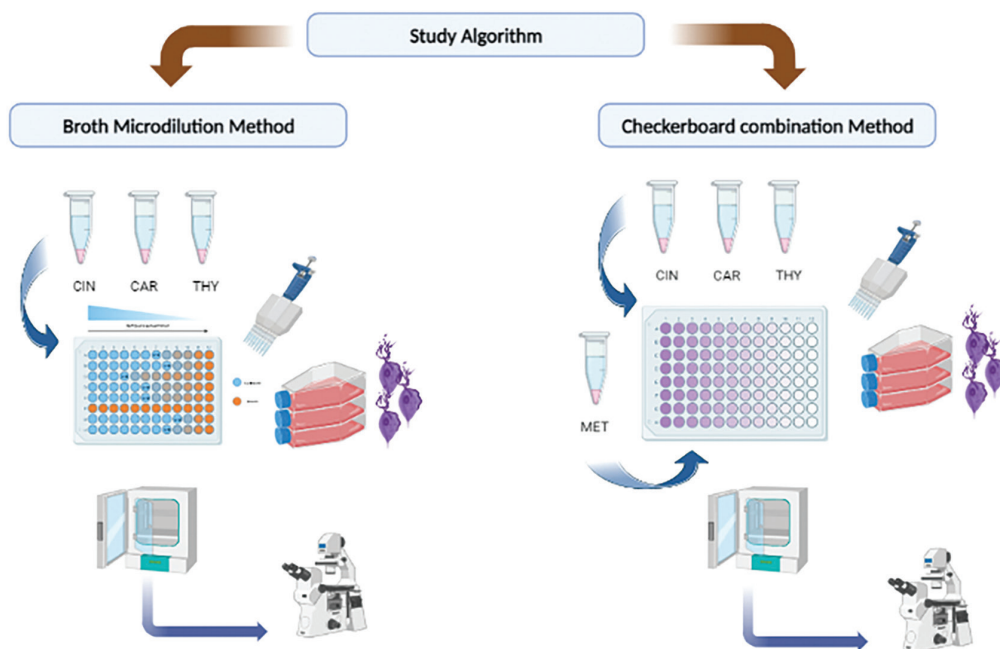 Study Algorithm
Broth Microdilution Method
Checkerboard combination Method
CIN CAR THY
CIN CAR THY
MET